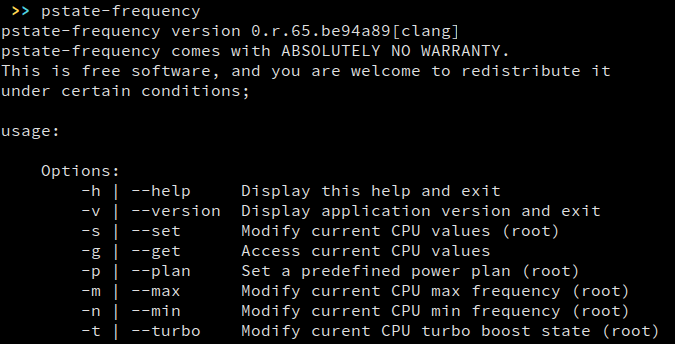 >> pstate-frequency
pstate-frequency version 0.r.65.be94a89[clang]
pstate-frequency comes with ABSOLUTELY NO WARRANTY.
This is free software, and you are welcome to redistribute it
under certain conditions;
usage:
Options:
-h | --help Display this help and exit
-v | --version Display application version and exit
-s | --set Modify current CPU values (root)
-g | --get Access current CPU values
-p | --plan Set a predefined power plan (root)
-m | --max Modify current CPU max frequency (root)
-n | --min Modify current CPU min frequency (root)
-t | --turbo Modify curent CPU turbo boost state (root)